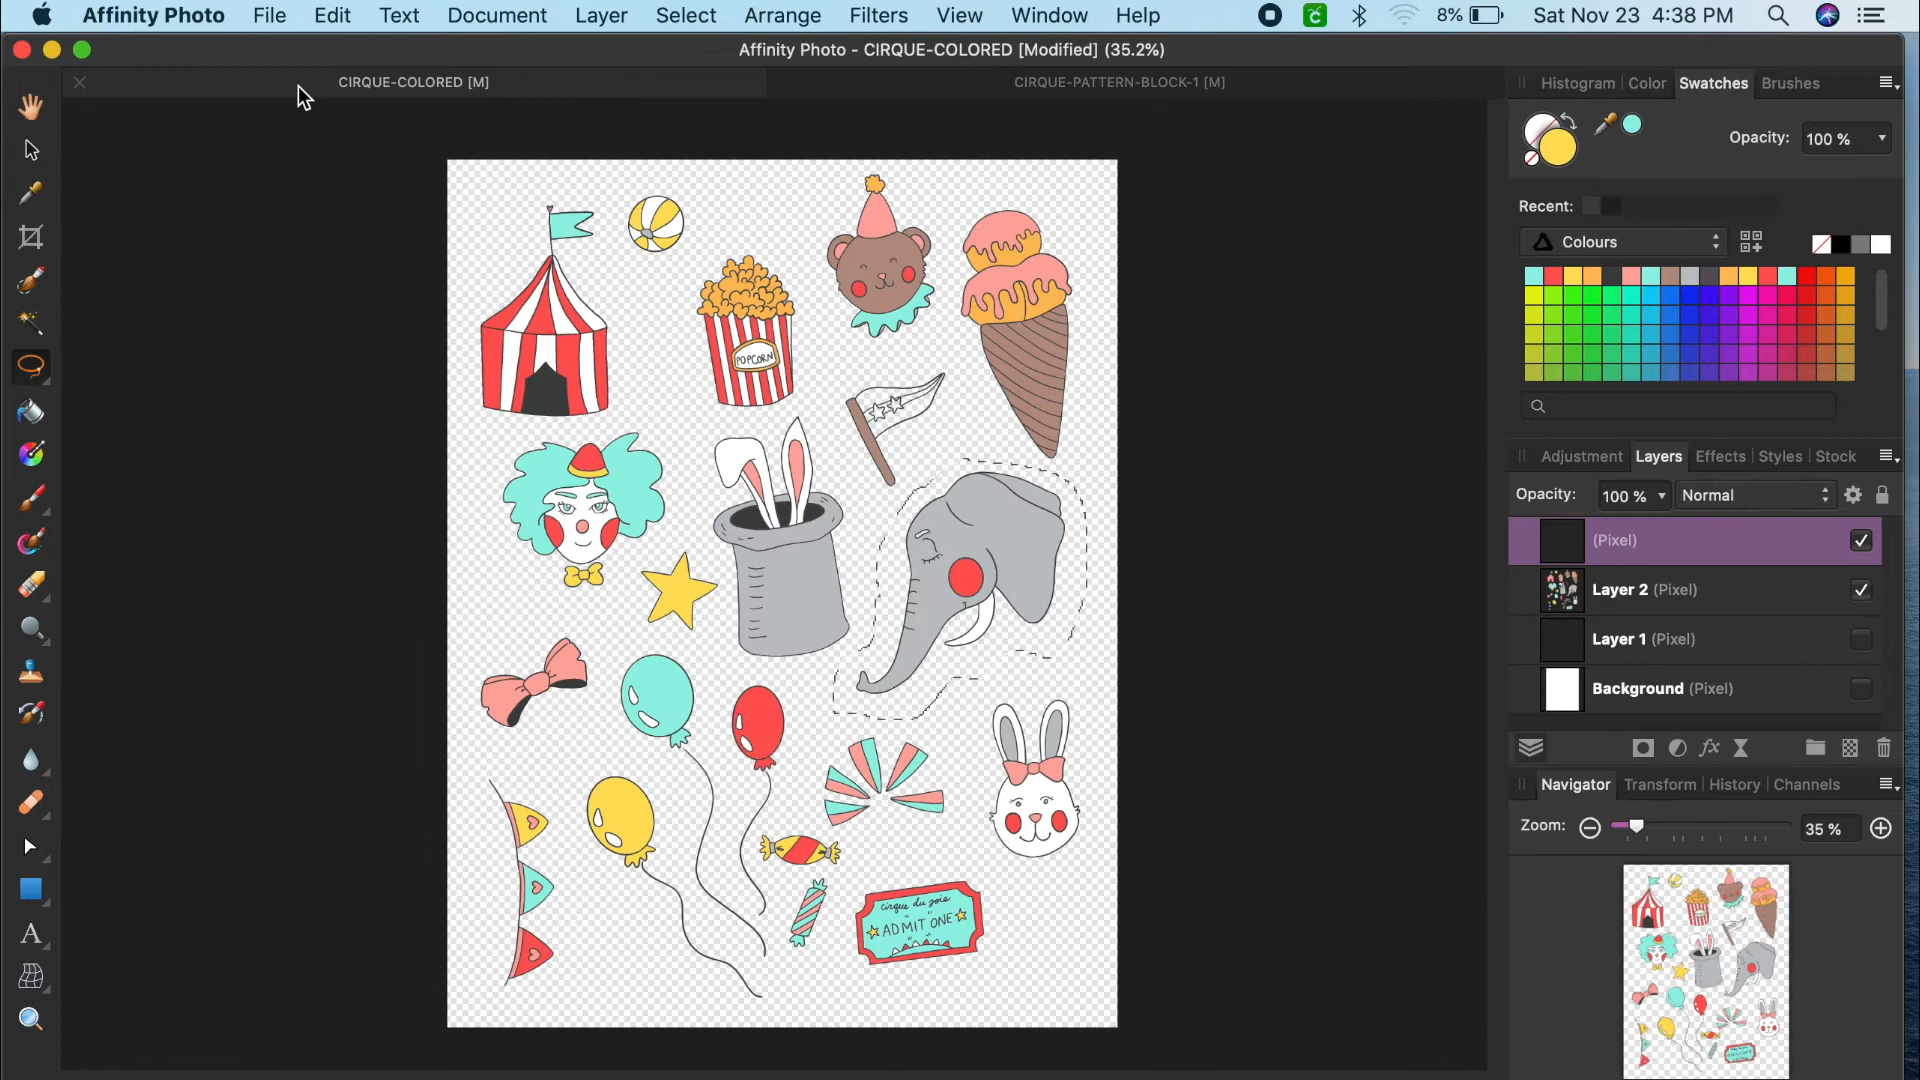 Affinity Photo File Edit Text Document Layer Select Arrange Filters View Window Help 8% Sat Nov 23 4:38 PM
Affinity Photo - CIRQUE-COLORED [Modified] (35.2%)
CIRQUE-COLORED [M] CIRQUE-PATTERN-BLOCK-1 [M]
Histogram Color Swatches Brushes
Opacity: 100 %
Recent:
Colours
POPCORN
Adjustment Layers Effects Styles Stock
Opacity: 100 % Normal
(Pixel)
Layer 2 (Pixel)
Layer 1 (Pixel)
Background (Pixel)
Navigator Transform History Channels
Zoom: 35 %
cirque du joie
ADMIT ONE
A